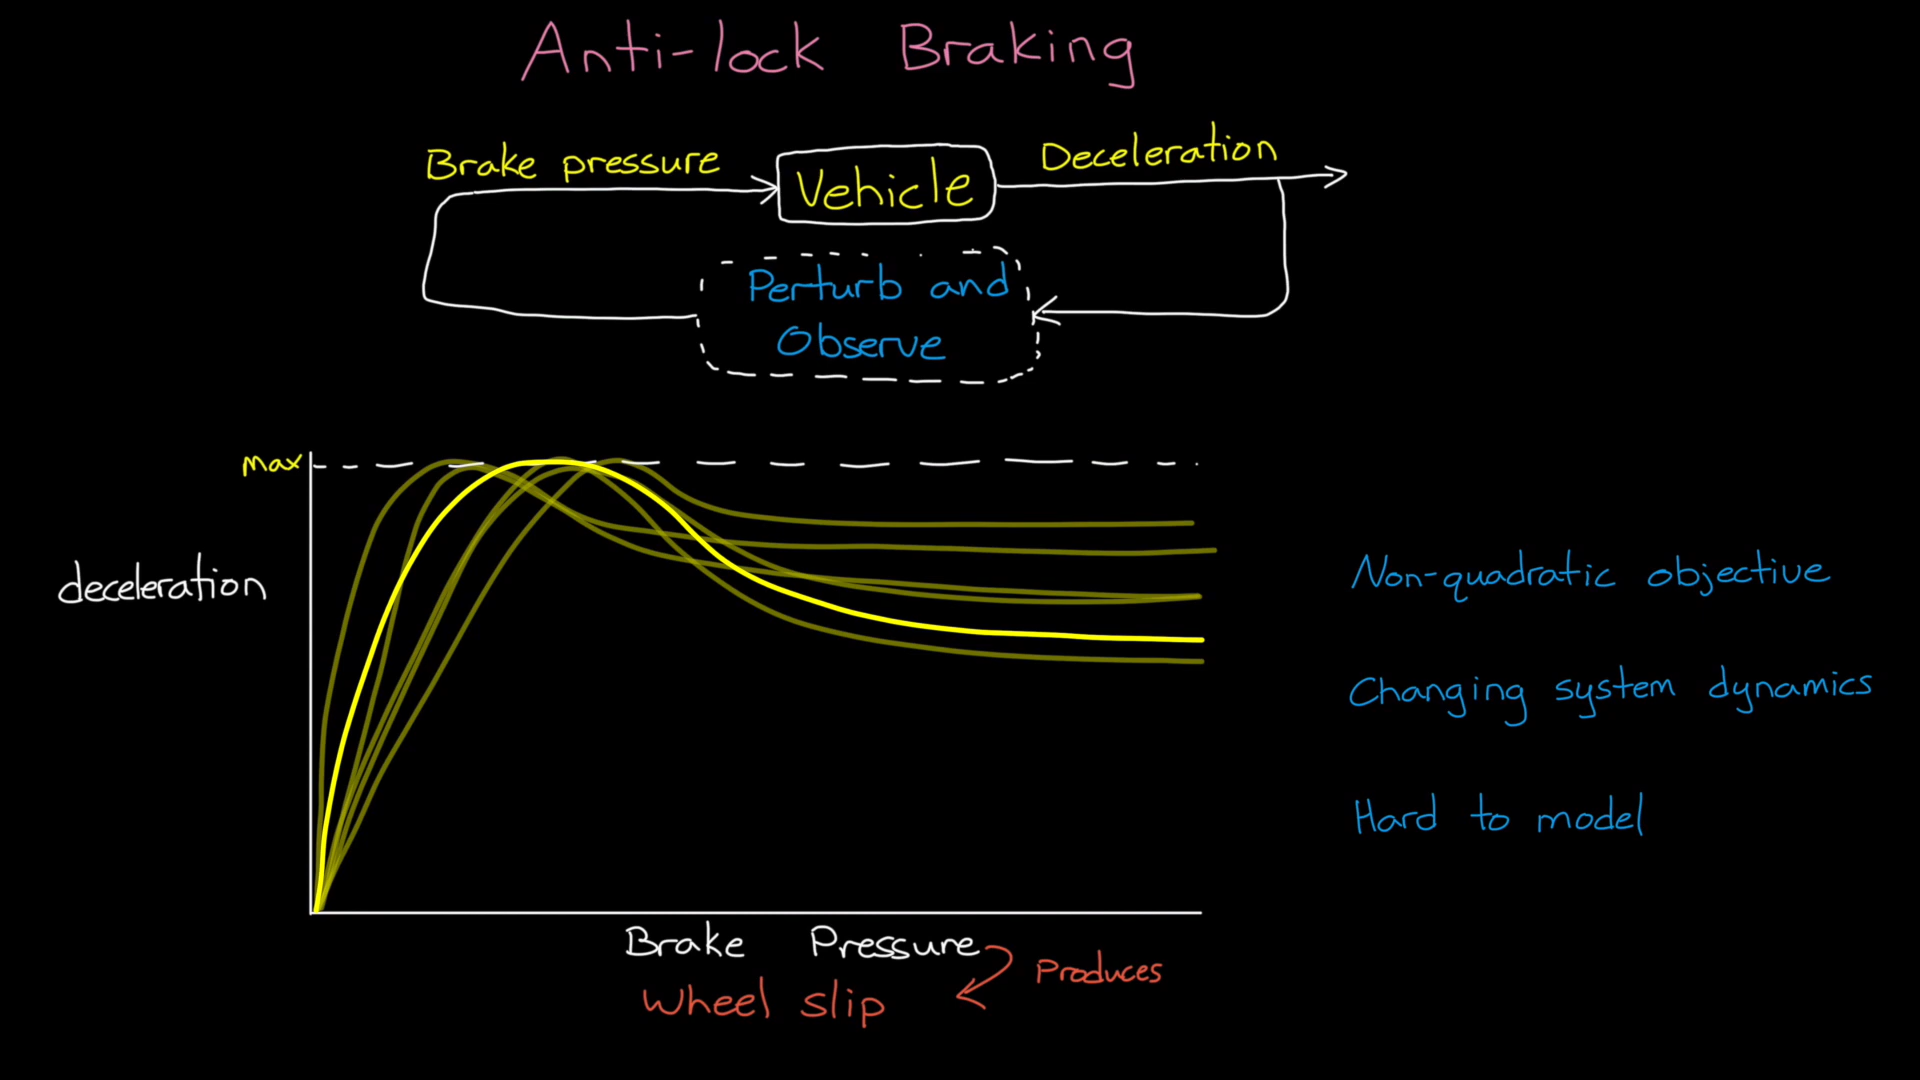 Anti-lock Braking
Brake pressure
Vehicle
Deceleration
Perturb and
Observe
max
deceleration
Non-quadratic objective
Changing system dynamics
Hard to model
Brake Pressure
Produces
Wheel slip